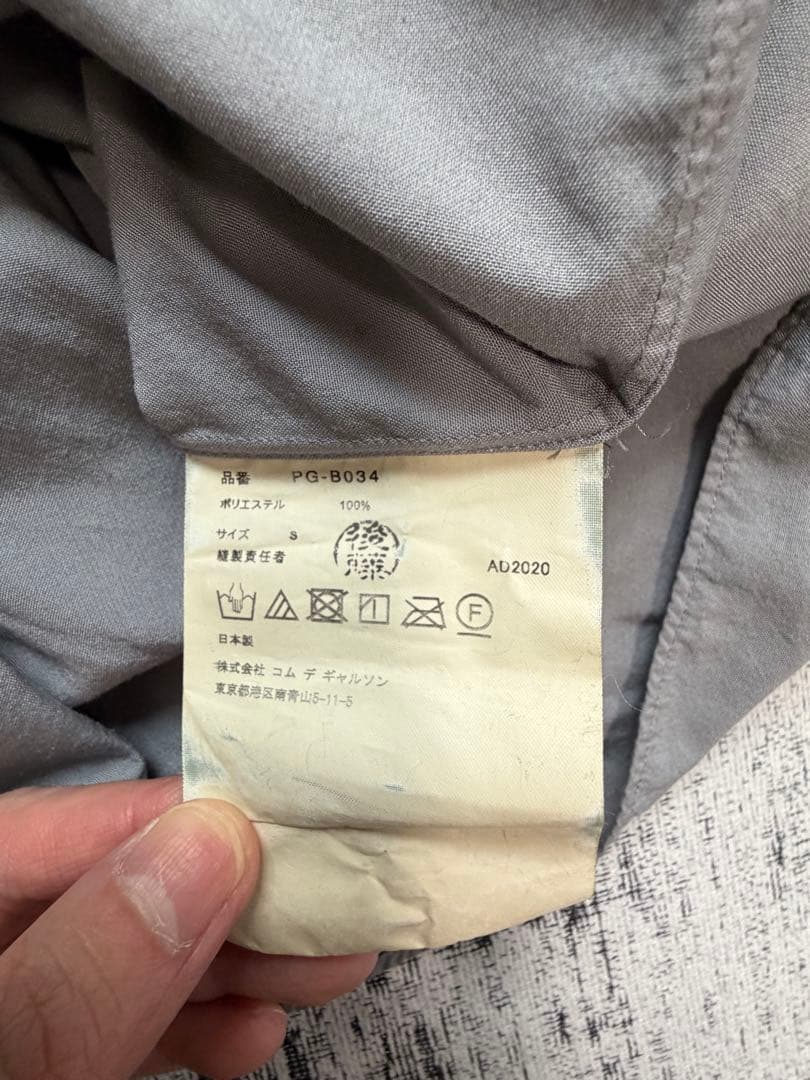 品番 PG-B034
ポリエステル 100%
サイズ S
縫製責任者 後藤
AD2020
F
日本製
株式会社 コム デ ギャルソン
東京都港区南青山5-11-5